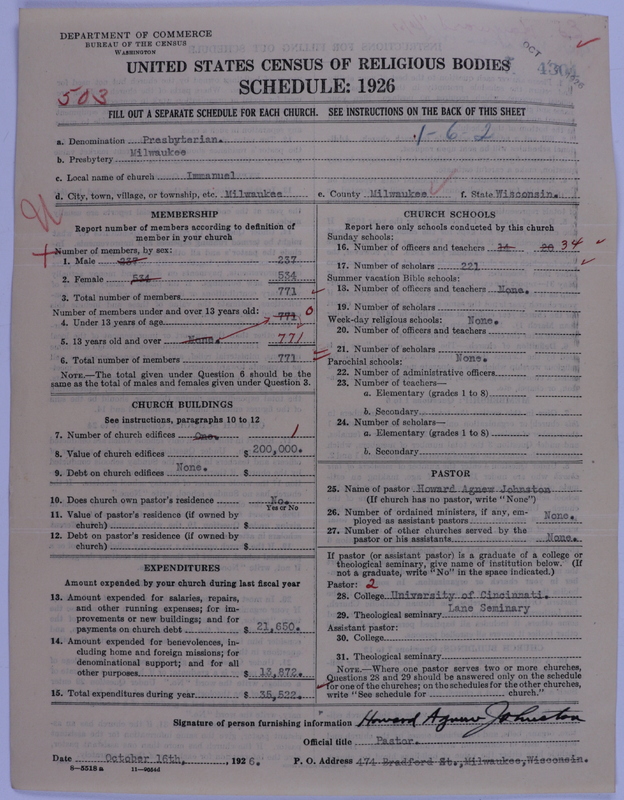 DEPARTMENT OF COMMERCE
BUREAU OF THE CENSUS
WASHINGTON
OCT
UNITED STATES CENSUS OF RELIGIOUS BODIES
SCHEDULE: 1926
503
FILL OUT A SEPARATE SCHEDULE FOR EACH CHURCH. SEE INSTRUCTIONS ON THE BACK OF THIS SHEET
a. Denomination Presbyterian.
1-6-2
b. Presbytery Milwaukee
c. Local name of church Immanuel
d. City, town, village, or township, etc. Milwaukee e. County Milwaukee f. State Wisconsin.
MEMBERSHIP
Report number of members according to definition of
member in your church
Number of members, by sex:
1. Male 237 237
2. Female 534 534
3. Total number of members 771
Number of members under and over 13 years old:
4. Under 13 years of age 771 0
5. 13 years old and over None. 771
6. Total number of members 771
NOTE.—The total given under Question 6 should be the
same as the total of males and females given under Question 3.
CHURCH BUILDINGS
See instructions, paragraphs 10 to 12
7. Number of church edifices One. 1
8. Value of church edifices $ 200,000.
9. Debt on church edifices None. $
10. Does church own pastor's residence No.
Yes or No
11. Value of pastor's residence (if owned by
church) $
12. Debt on pastor's residence (if owned by
church) $
EXPENDITURES
Amount expended by your church during last fiscal year
13. Amount expended for salaries, repairs,
and other running expenses; for im-
provements or new buildings; and for
payments on church debt $ 21,650.
14. Amount expended for benevolences, in-
cluding home and foreign missions; for
denominational support; and for all
other purposes $ 13,872.
15. Total expenditures during year $ 35,522.
CHURCH SCHOOLS
Report here only schools conducted by this church
Sunday schools:
16. Number of officers and teachers 34
17. Number of scholars 221
Summer vacation Bible schools:
18. Number of officers and teachers None.
19. Number of scholars
Week-day religious schools: None.
20. Number of officers and teachers
21. Number of scholars
Parochial schools: None.
22. Number of administrative officers
23. Number of teachers—
a. Elementary (grades 1 to 8)
b. Secondary
24. Number of scholars—
a. Elementary (grades 1 to 8)
b. Secondary
PASTOR
25. Name of pastor Howard Agnew Johnston
(If church has no pastor, write "None")
26. Number of ordained ministers, if any, em-
ployed as assistant pastors None.
27. Number of other churches served by the
pastor or his assistants None.
If pastor (or assistant pastor) is a graduate of a college or
theological seminary, give name of institution below. (If
not a graduate, write "No" in the space indicated.)
Pastor: 2
28. College University of Cincinnati.
29. Theological seminary Lane Seminary
Assistant pastor:
30. College
31. Theological seminary
NOTE.—Where one pastor serves two or more churches,
Questions 28 and 29 should be answered only on the schedule
for one of the churches; on the schedules for the other churches,
write "See schedule for church."
Signature of person furnishing information Howard Agnew Johnston
Official title Pastor.
Date October 16th, , 1926. P. O. Address 474 Bradford St., Milwaukee, Wisconsin.
8—5518 a